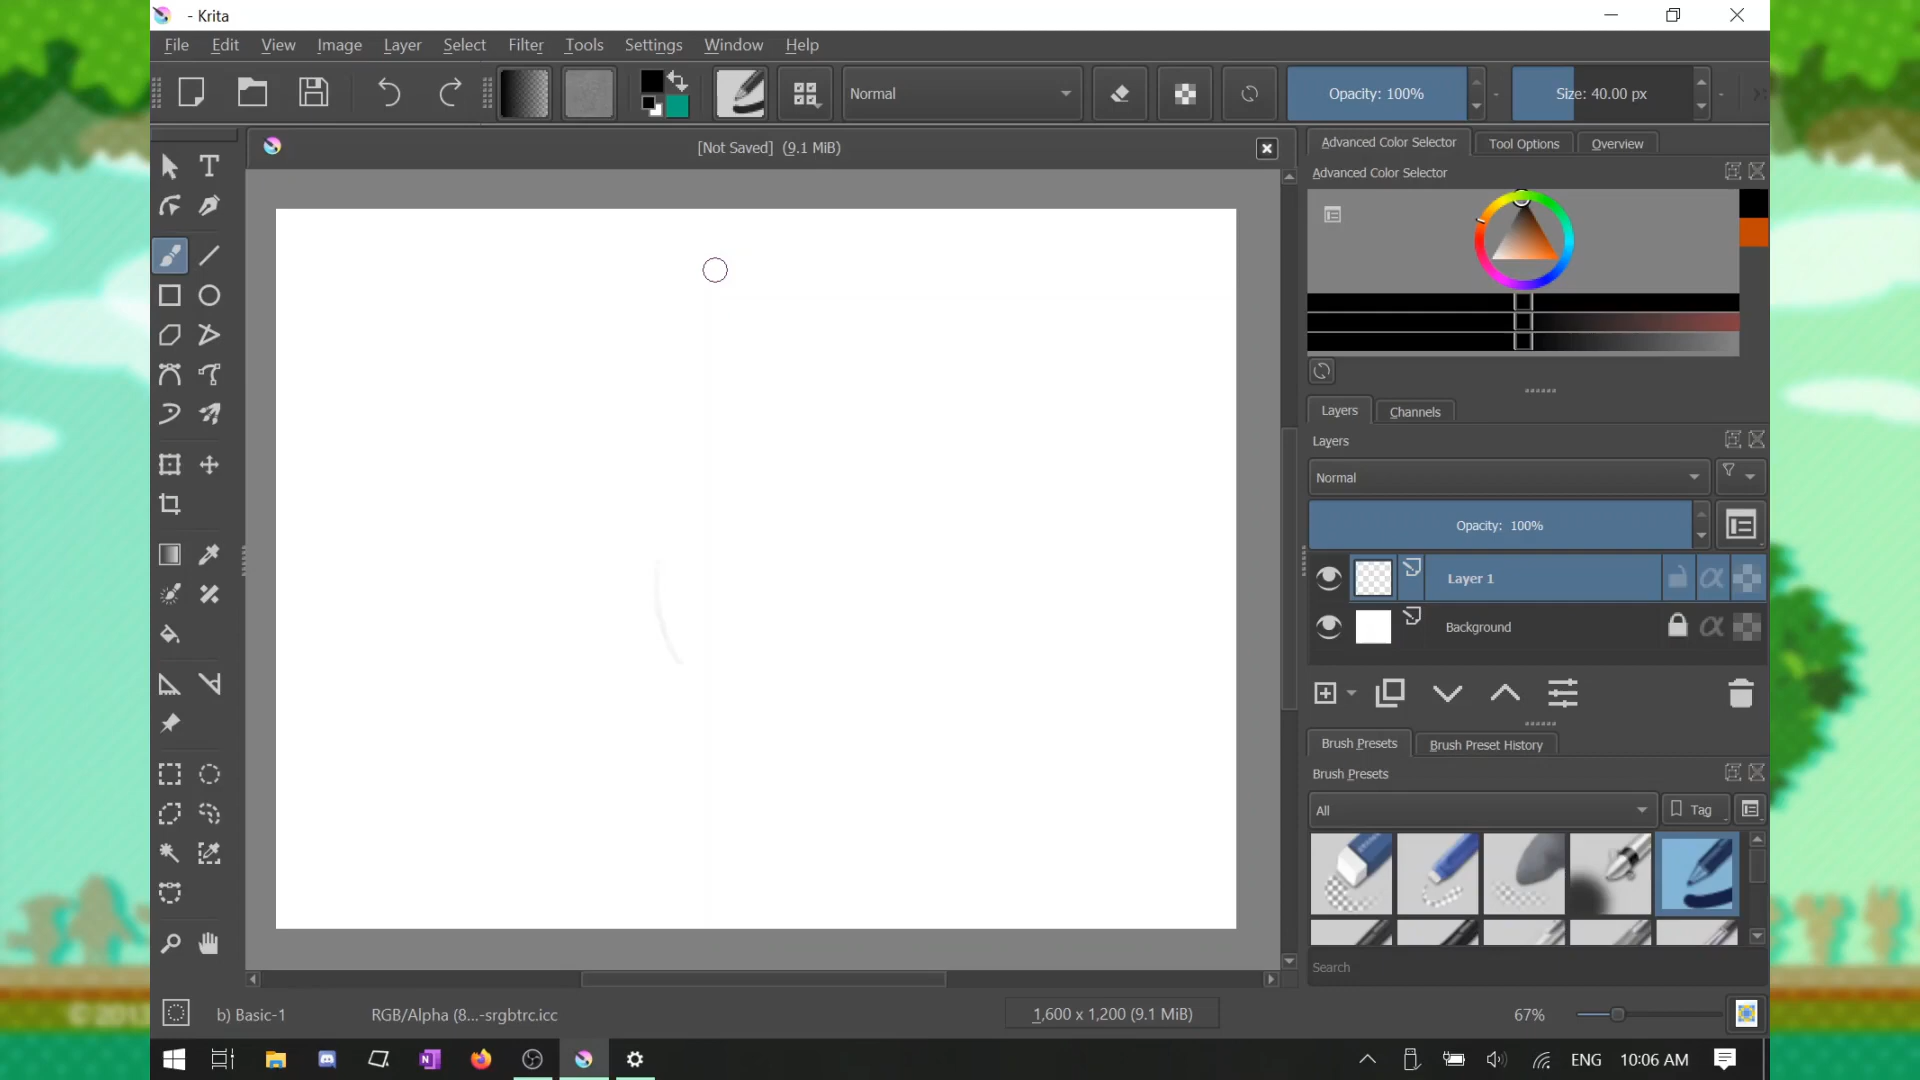 - Krita
File Edit View Image Layer Select Filter Tools Settings Window Help
Normal
Opacity: 100%
Size: 40.00 px
[Not Saved] (9.1 MiB)
Advanced Color Selector
Tool Options
Overview
Advanced Color Selector
Layers
Channels
Layers
Normal
Opacity: 100%
Layer 1
Background
Brush Presets
Brush Preset History
Brush Presets
All
Tag
Search
b) Basic-1
RGB/Alpha (8...-srgbtrc.icc
1,600 x 1,200 (9.1 MiB)
67%
ENG
10:06 AM